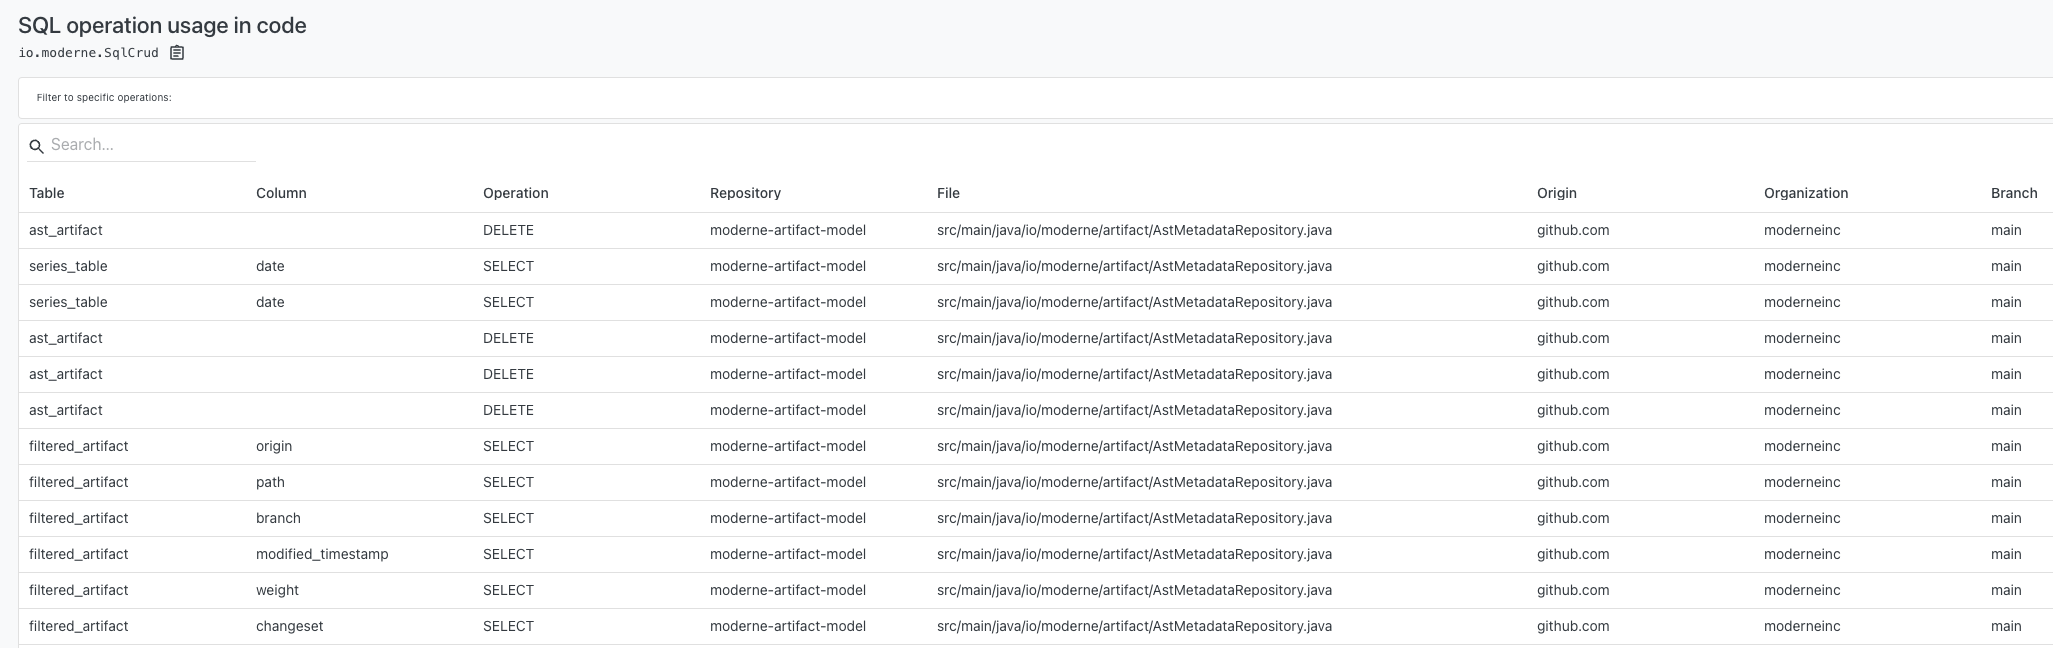 SQL operation usage in code
io.moderne.SqlCrud
Filter to specific operations:
Search...
Table Column Operation Repository File Origin Organization Branch
ast_artifact DELETE moderne-artifact-model src/main/java/io/moderne/artifact/AstMetadataRepository.java github.com moderneinc main
series_table date SELECT moderne-artifact-model src/main/java/io/moderne/artifact/AstMetadataRepository.java github.com moderneinc main
series_table date SELECT moderne-artifact-model src/main/java/io/moderne/artifact/AstMetadataRepository.java github.com moderneinc main
ast_artifact DELETE moderne-artifact-model src/main/java/io/moderne/artifact/AstMetadataRepository.java github.com moderneinc main
ast_artifact DELETE moderne-artifact-model src/main/java/io/moderne/artifact/AstMetadataRepository.java github.com moderneinc main
ast_artifact DELETE moderne-artifact-model src/main/java/io/moderne/artifact/AstMetadataRepository.java github.com moderneinc main
filtered_artifact origin SELECT moderne-artifact-model src/main/java/io/moderne/artifact/AstMetadataRepository.java github.com moderneinc main
filtered_artifact path SELECT moderne-artifact-model src/main/java/io/moderne/artifact/AstMetadataRepository.java github.com moderneinc main
filtered_artifact branch SELECT moderne-artifact-model src/main/java/io/moderne/artifact/AstMetadataRepository.java github.com moderneinc main
filtered_artifact modified_timestamp SELECT moderne-artifact-model src/main/java/io/moderne/artifact/AstMetadataRepository.java github.com moderneinc main
filtered_artifact weight SELECT moderne-artifact-model src/main/java/io/moderne/artifact/AstMetadataRepository.java github.com moderneinc main
filtered_artifact changeset SELECT moderne-artifact-model src/main/java/io/moderne/artifact/AstMetadataRepository.java github.com moderneinc main